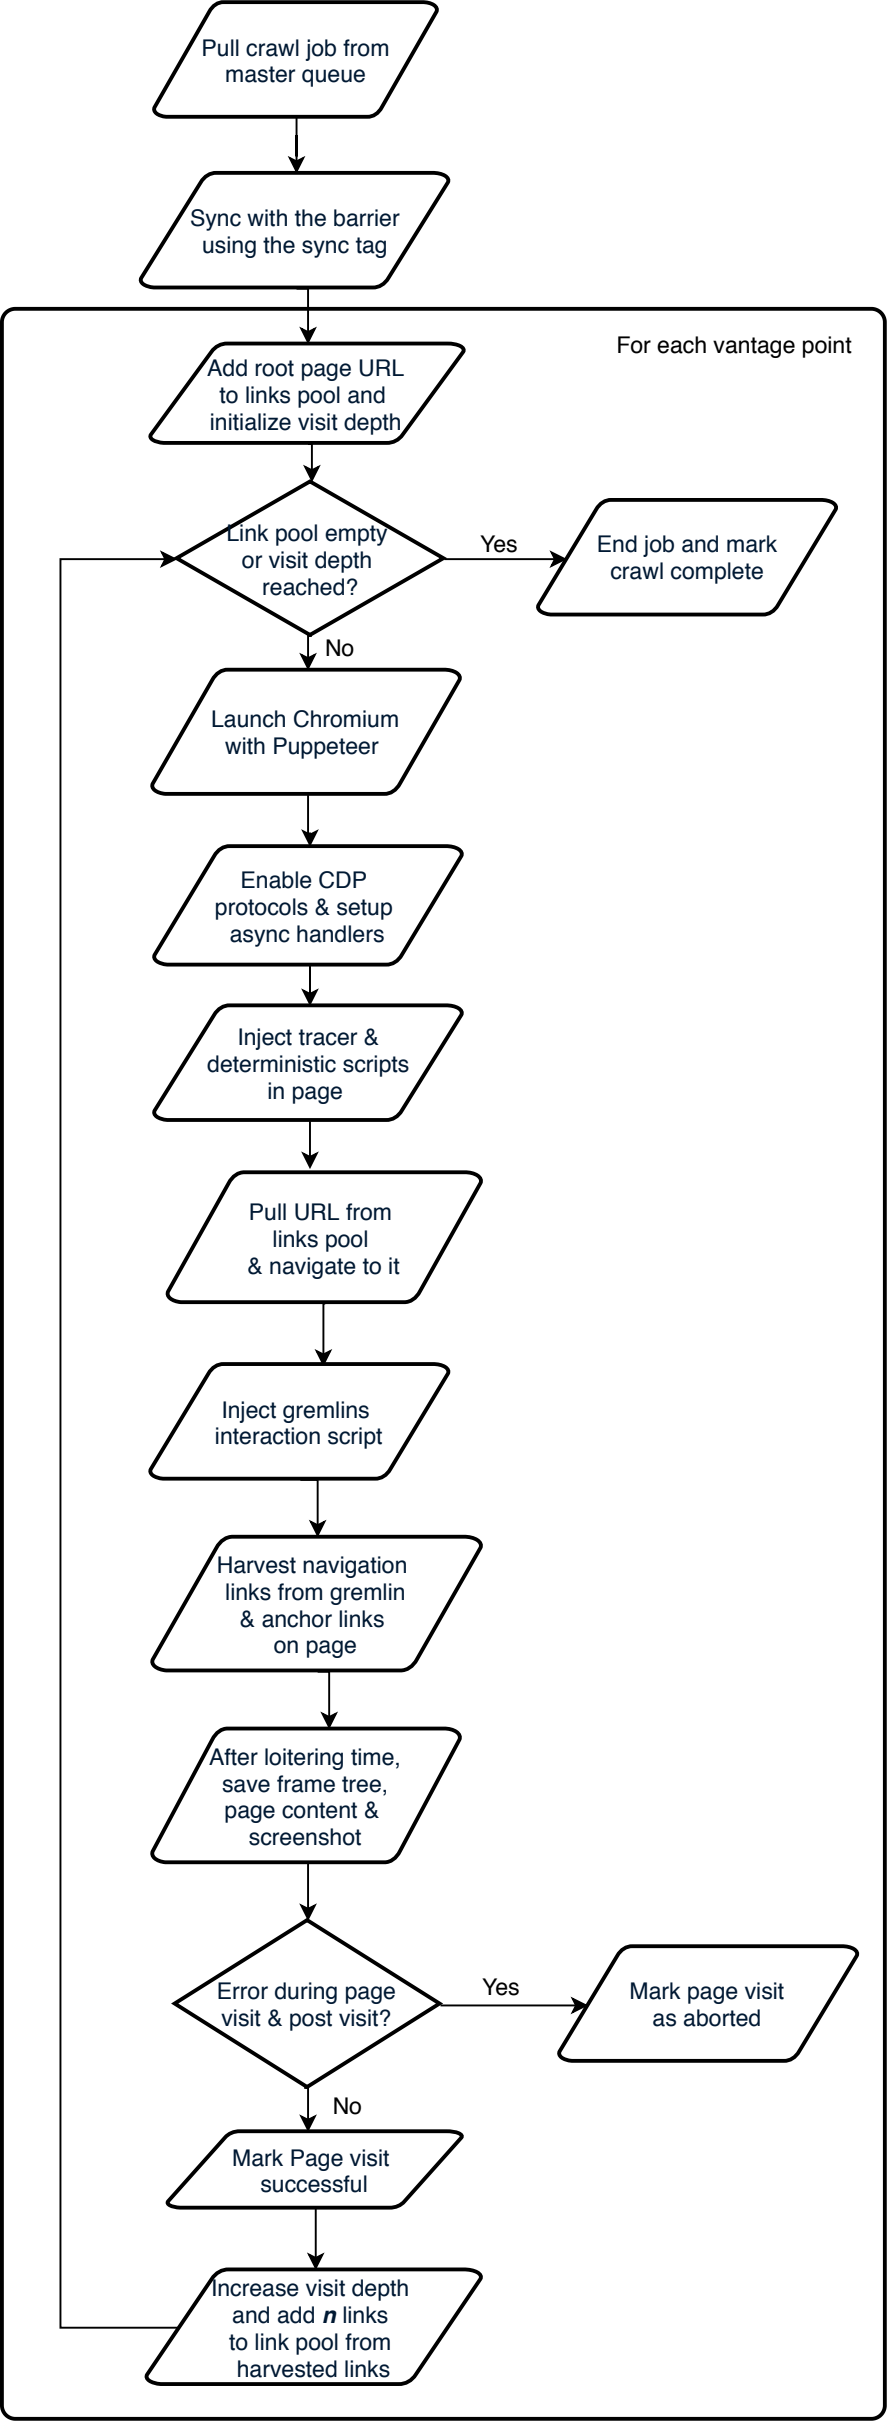 Pull crawl job from
master queue
Sync with the barrier
using the sync tag
For each vantage point
Add root page URL
to links pool and
initialize visit depth
Link pool empty
or visit depth
reached?
Yes
End job and mark
crawl complete
No
Launch Chromium
with Puppeteer
Enable CDP
protocols & setup
async handlers
Inject tracer &
deterministic scripts
in page
Pull URL from
links pool
& navigate to it
Inject gremlins
interaction script
Harvest navigation
links from gremlin
& anchor links
on page
After loitering time,
save frame tree,
page content &
screenshot
Error during page
visit & post visit?
Yes
Mark page visit
as aborted
No
Mark Page visit
successful
Increase visit depth
and add n links
to link pool from
harvested links